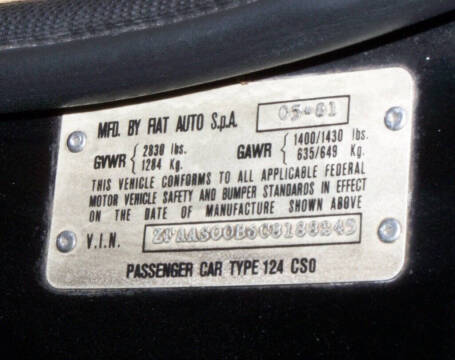 MFD. BY FIAT AUTO S.p.A. 05-81
GVWR { 2830 lbs. 1284 Kg. GAWR { 1400/1430 lbs. 635/649 Kg.
THIS VEHICLE CONFORMS TO ALL APPLICABLE FEDERAL
MOTOR VEHICLE SAFETY AND BUMPER STANDARDS IN EFFECT
ON THE DATE OF MANUFACTURE SHOWN ABOVE
V.I.N.
PASSENGER CAR TYPE 124 CS0